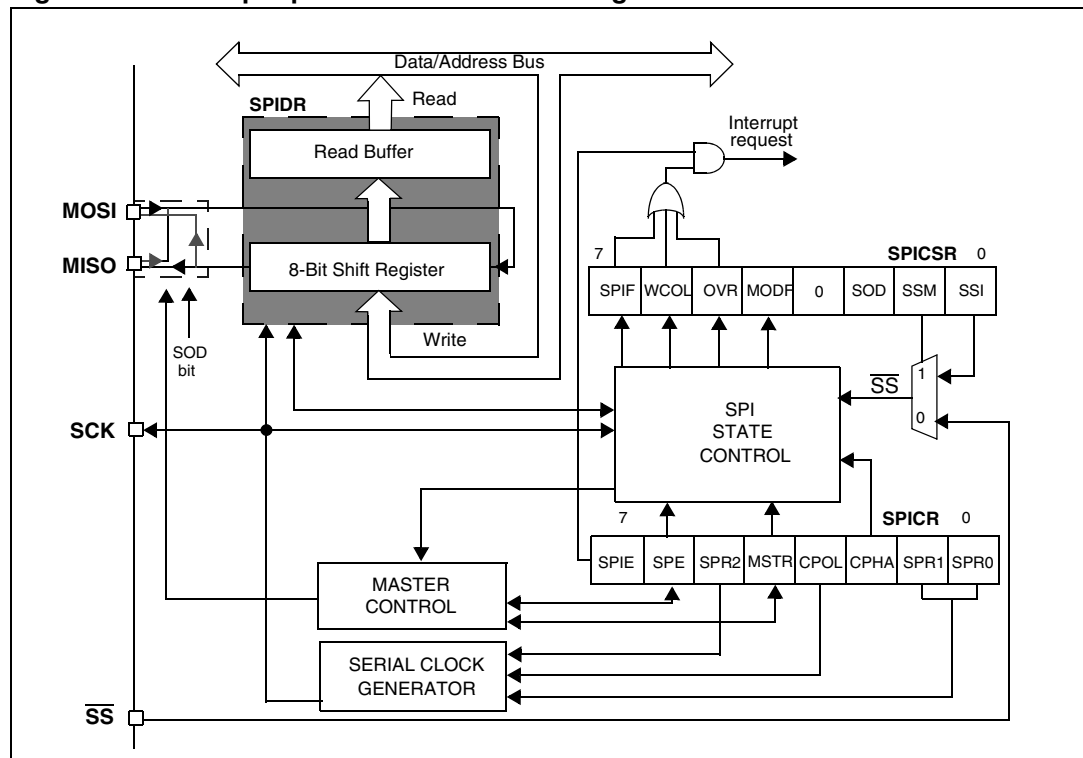 Data/Address Bus
SPIDR
Read
Read Buffer
Interrupt
request
MOSI
MISO
8-Bit Shift Register
Write
SOD
bit
7
SPICSR 0
SPIF WCOL OVR MODF 0 SOD SSM SSI
1
SS
0
SCK
SPI
STATE
CONTROL
7
SPICR 0
SPIE SPE SPR2 MSTR CPOL CPHA SPR1 SPR0
MASTER
CONTROL
SERIAL CLOCK
GENERATOR
SS